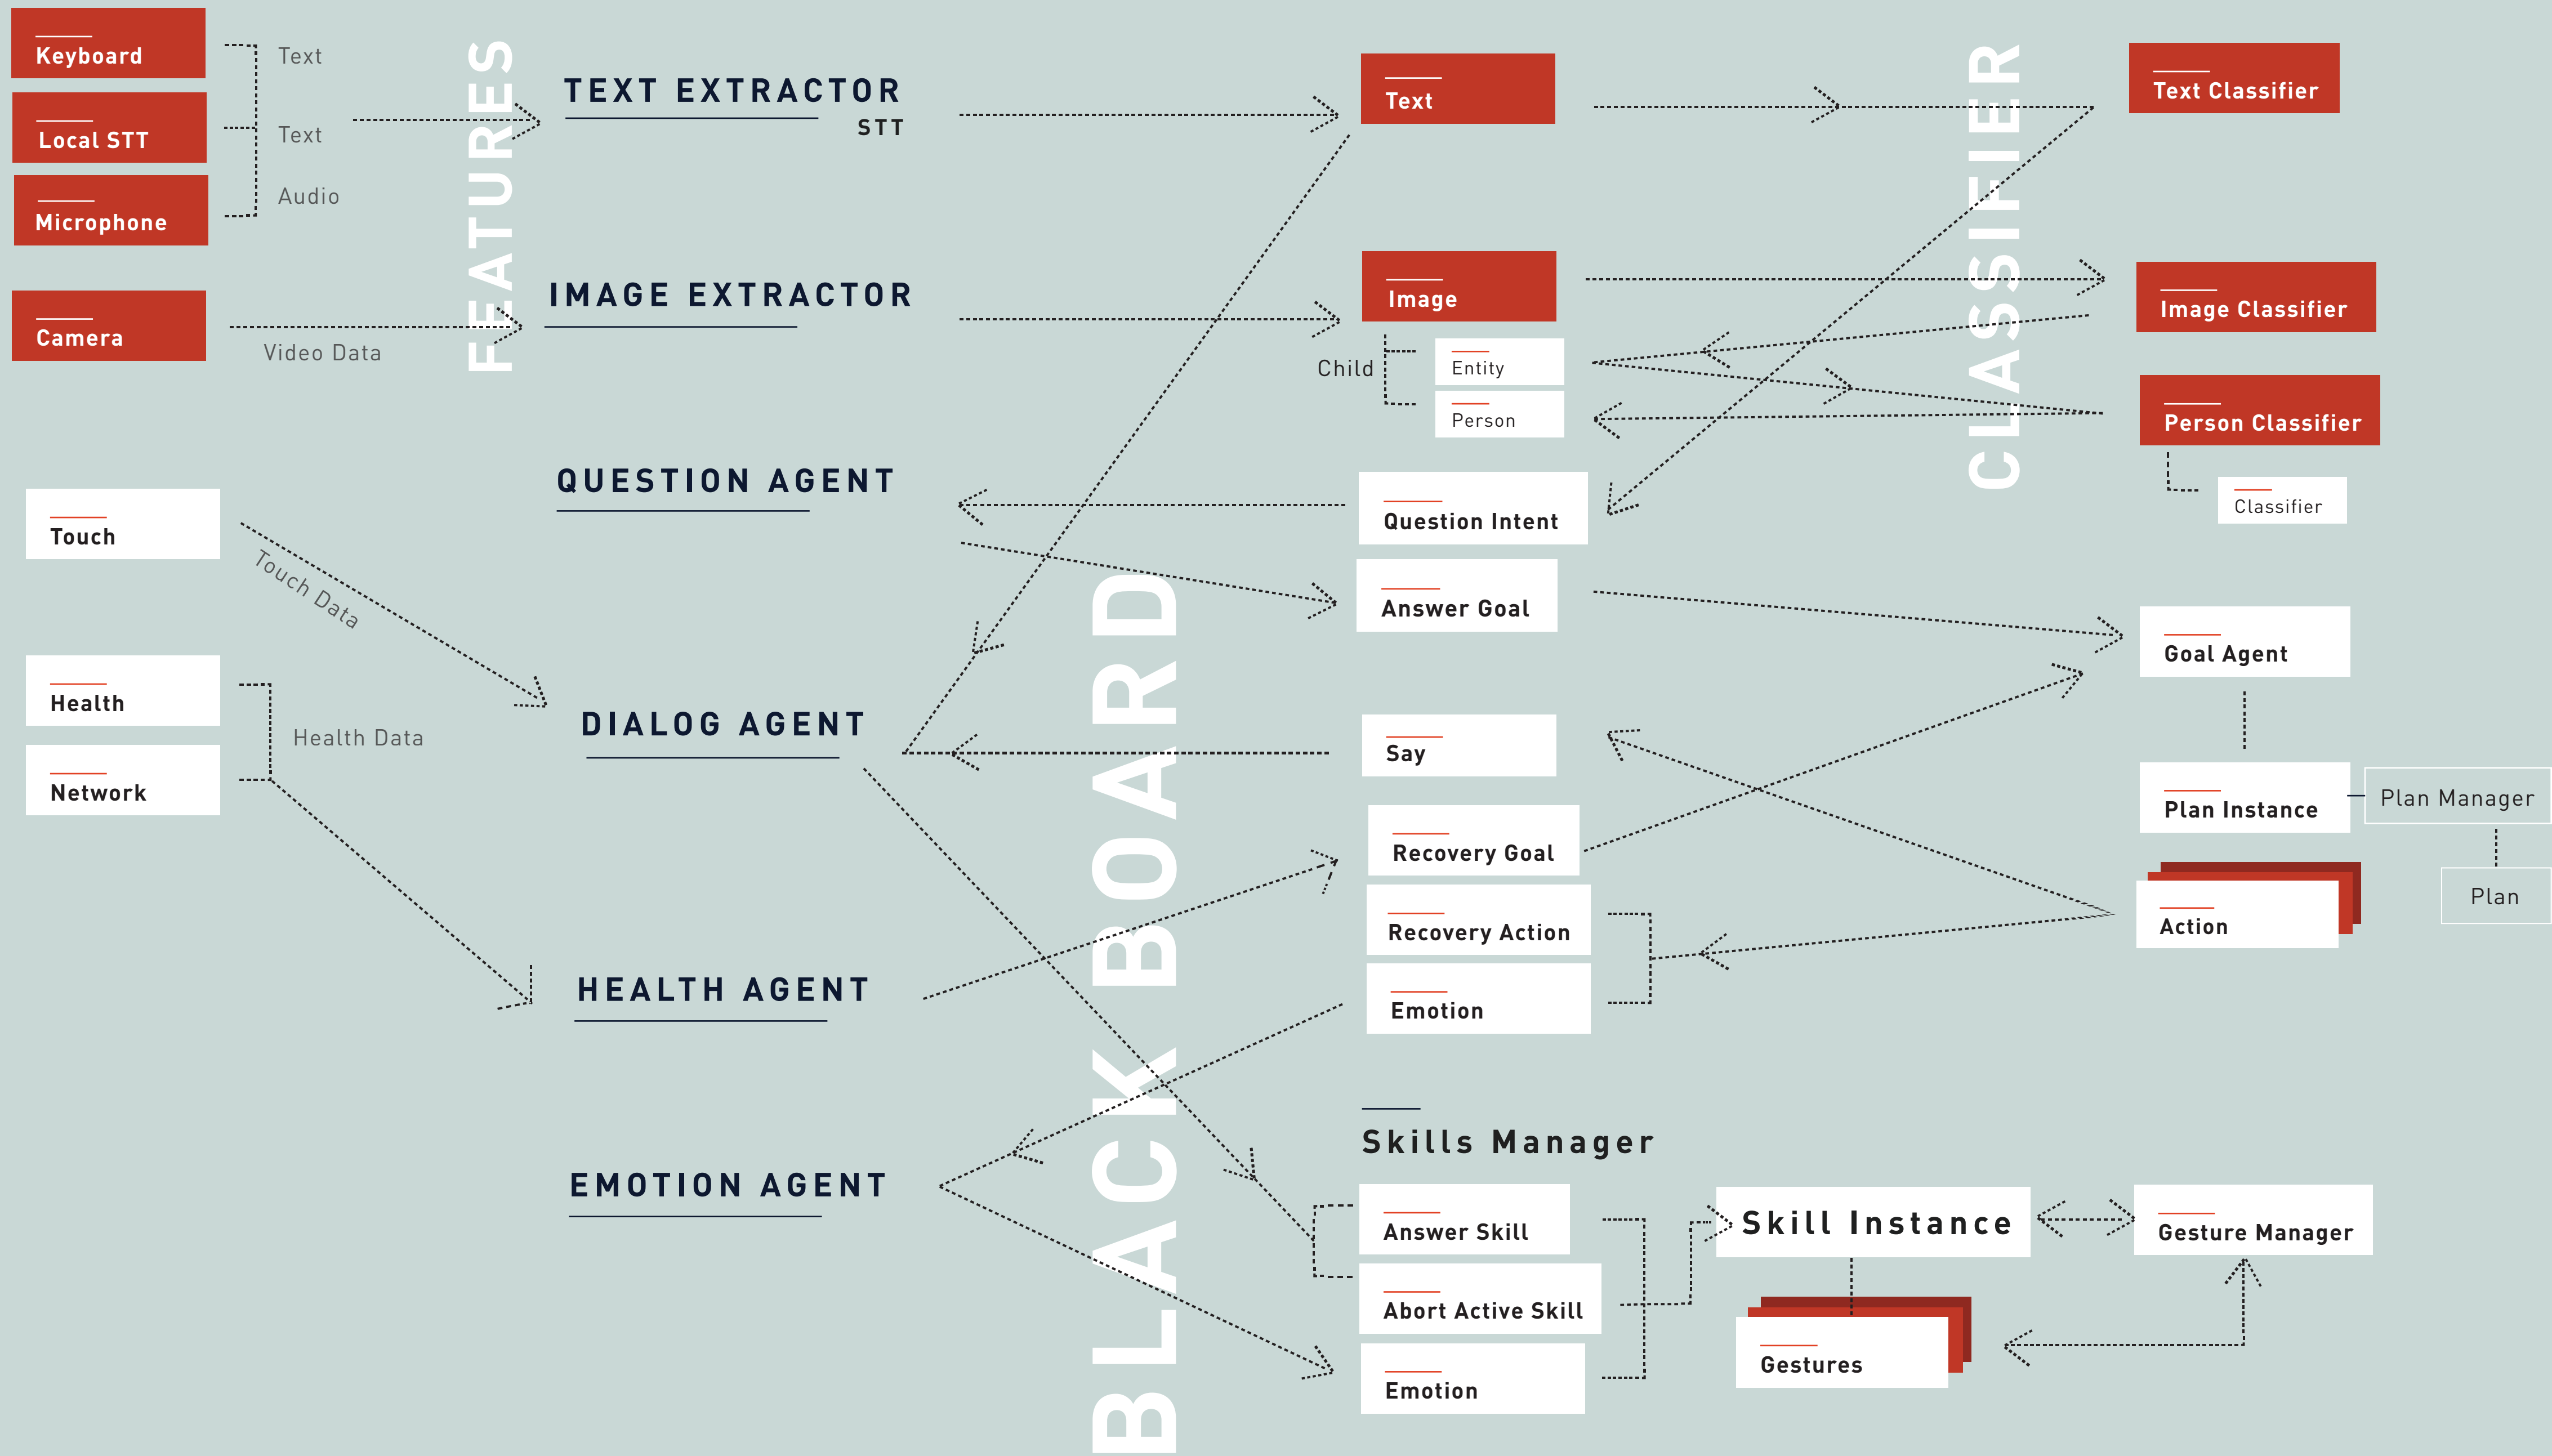 Keyboard
Local STT
Microphone
Camera
Text
Text
Audio
Video Data
FEATURES
TEXT EXTRACTOR
STT
IMAGE EXTRACTOR
QUESTION AGENT
DIALOG AGENT
HEALTH AGENT
EMOTION AGENT
Touch
Touch Data
Health
Health Data
Network
BLACK BOARD
Text
Image
Child
Entity
Person
Question Intent
Answer Goal
Say
Recovery Goal
Recovery Action
Emotion
Skills Manager
Answer Skill
Abort Active Skill
Emotion
CLASSIFIER
Text Classifier
Image Classifier
Person Classifier
Classifier
Goal Agent
Plan Instance
Plan Manager
Plan
Action
Skill Instance
Gesture Manager
Gestures